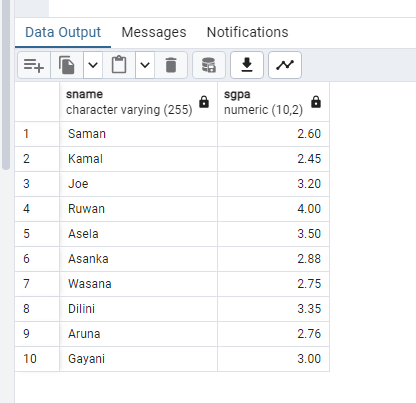 Data Output Messages Notifications
sname sgpa
character varying (255) numeric (10,2)
1 Saman 2.60
2 Kamal 2.45
3 Joe 3.20
4 Ruwan 4.00
5 Asela 3.50
6 Asanka 2.88
7 Wasana 2.75
8 Dilini 3.35
9 Aruna 2.76
10 Gayani 3.00